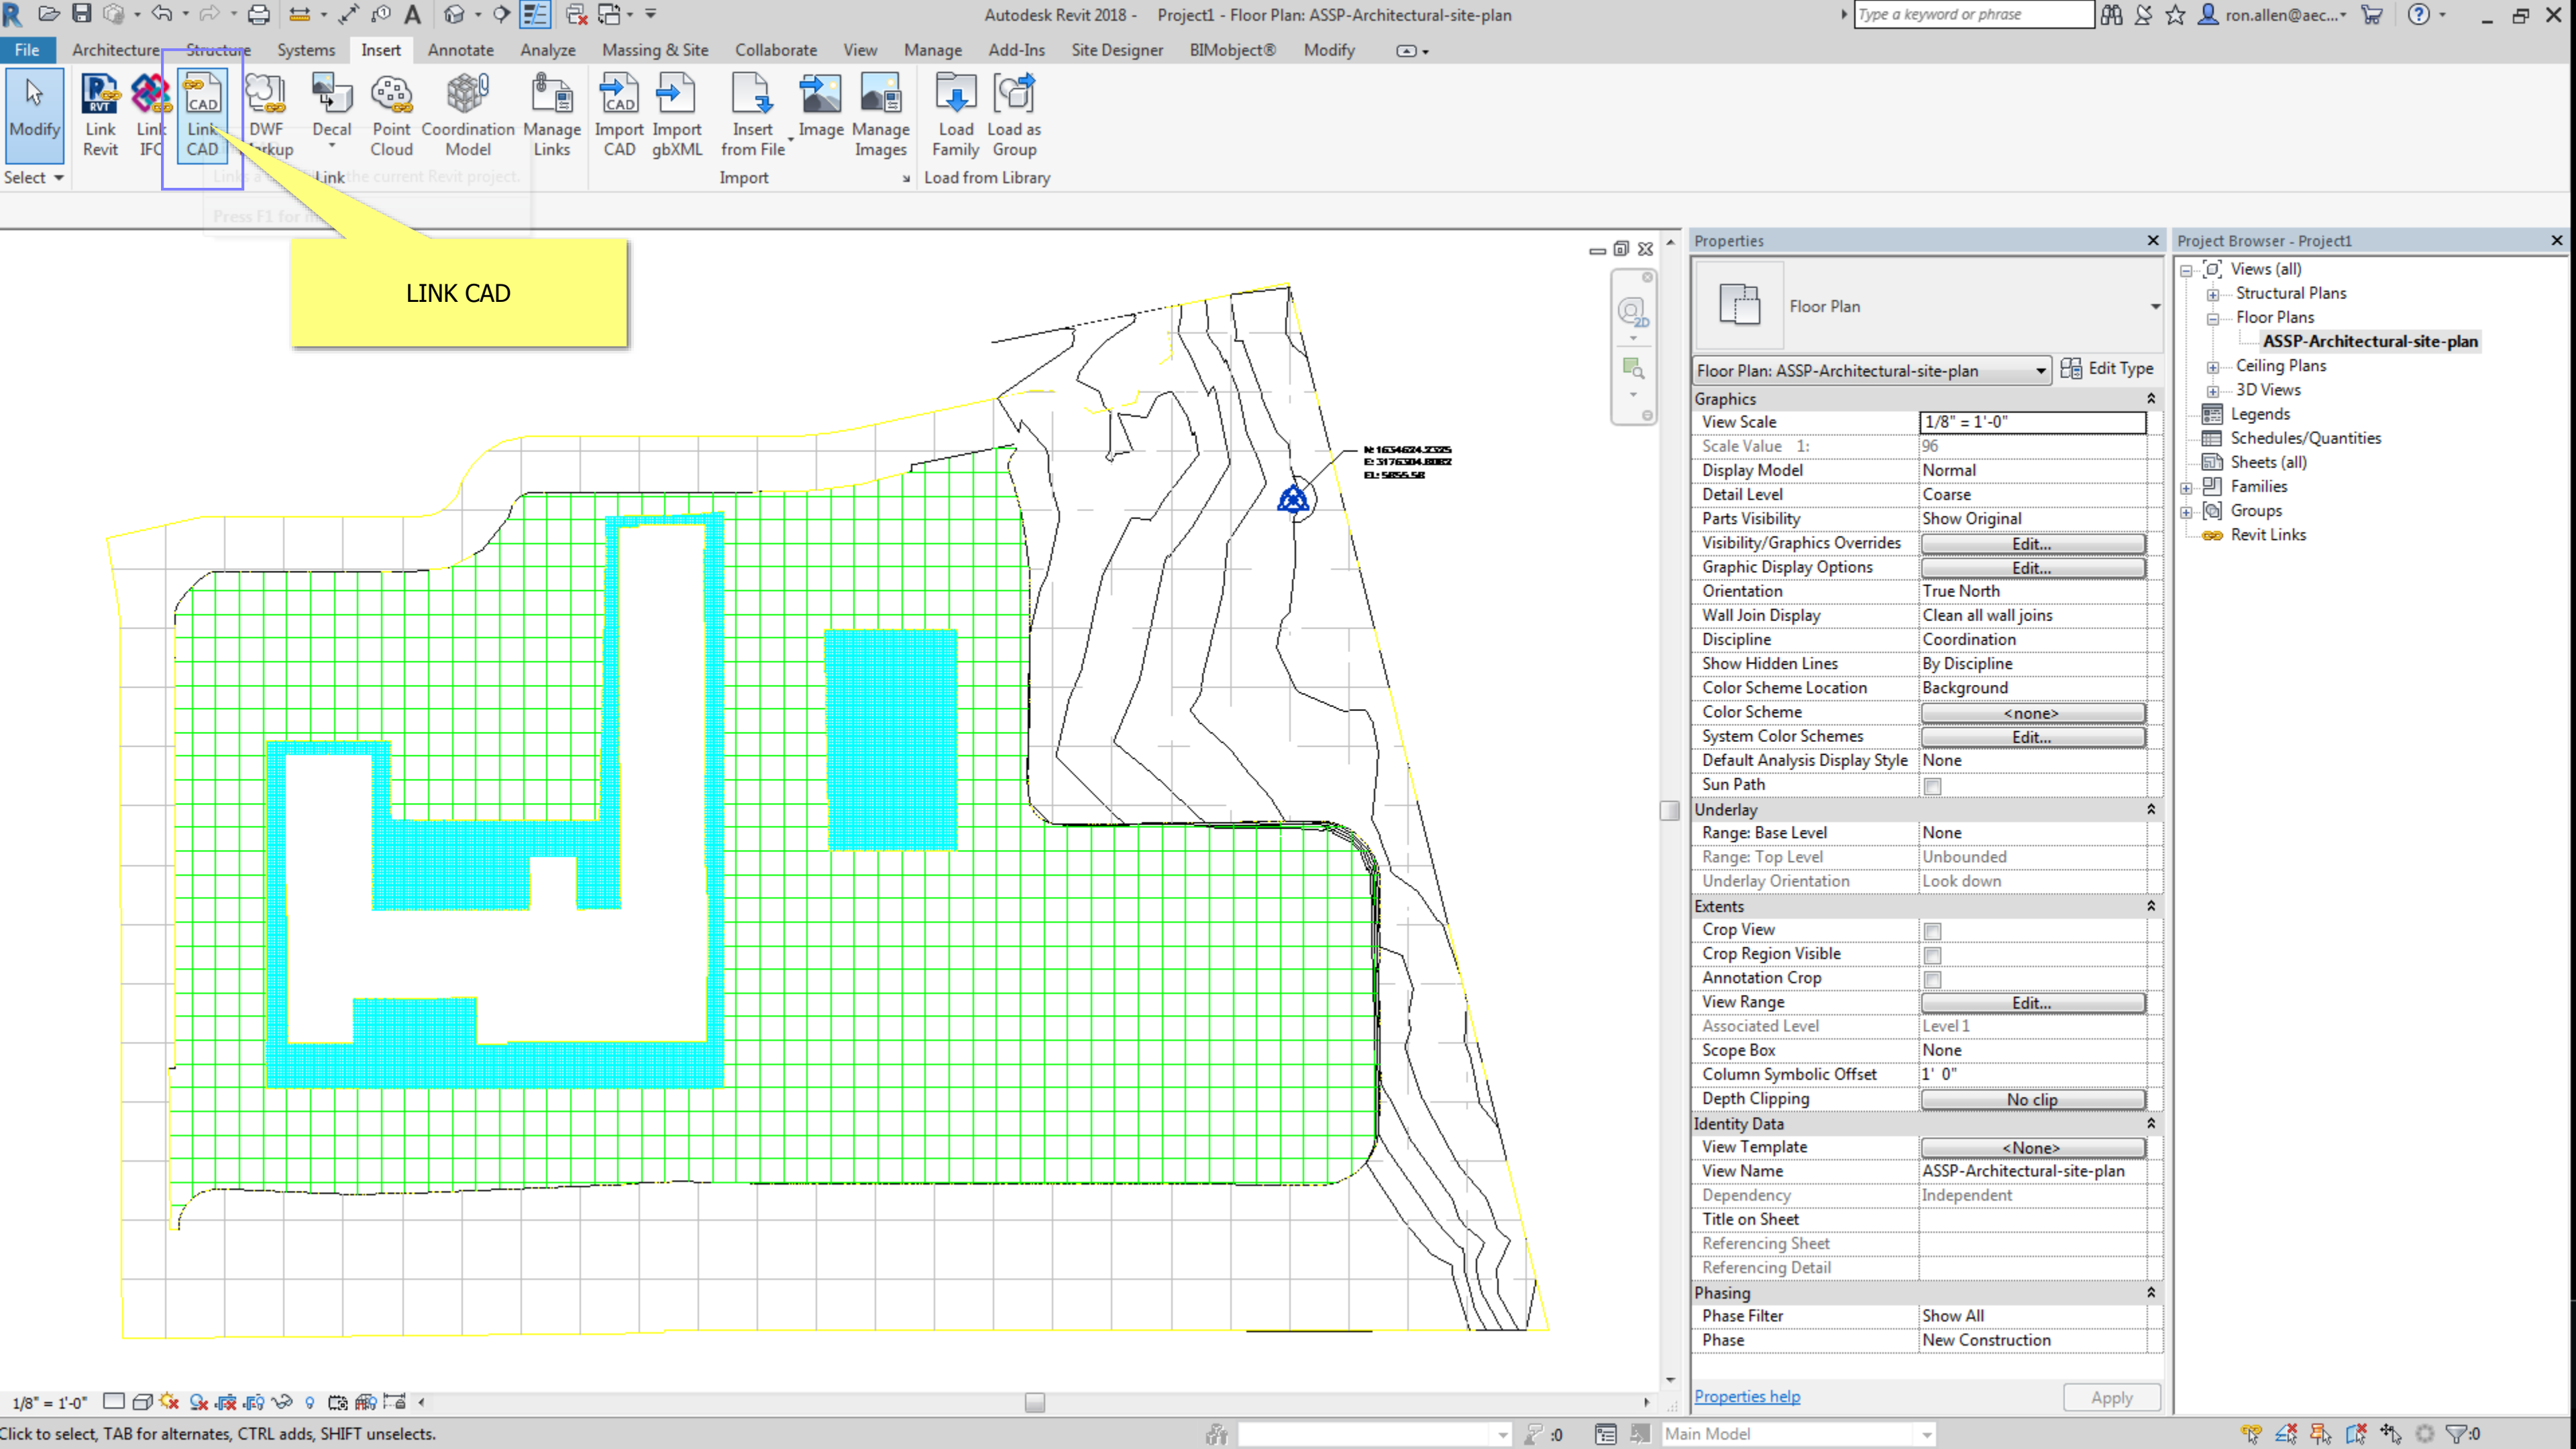 Autodesk Revit 2018 - Project1 - Floor Plan: ASSP-Architectural-site-plan
Type a keyword or phrase
ron.allen@aec...
File Architecture Structure Systems Insert Annotate Analyze Massing & Site Collaborate View Manage Add-Ins Site Designer BIMobject® Modify
Modify
Link Revit
Link IFC
Link CAD
DWF Markup
Decal
Point Cloud
Coordination Model
Manage Links
Import CAD
Import gbXML
Insert from File
Image
Manage Images
Load Family
Load as Group
Select
Link
Import
Load from Library
Press F1 for
LINK CAD
EL: 5855.58
2D
Properties
Floor Plan
Floor Plan: ASSP-Architectural-site-plan Edit Type
Graphics
View Scale 1/8" = 1'-0"
Scale Value 1: 96
Display Model Normal
Detail Level Coarse
Parts Visibility Show Original
Visibility/Graphics Overrides Edit...
Graphic Display Options Edit...
Orientation True North
Wall Join Display Clean all wall joins
Discipline Coordination
Show Hidden Lines By Discipline
Color Scheme Location Background
Color Scheme <none>
System Color Schemes Edit...
Default Analysis Display Style None
Sun Path
Underlay
Range: Base Level None
Range: Top Level Unbounded
Underlay Orientation Look down
Extents
Crop View
Crop Region Visible
Annotation Crop
View Range Edit...
Associated Level Level 1
Scope Box None
Column Symbolic Offset 1' 0"
Depth Clipping No clip
Identity Data
View Template <None>
View Name ASSP-Architectural-site-plan
Dependency Independent
Title on Sheet
Referencing Sheet
Referencing Detail
Phasing
Phase Filter Show All
Phase New Construction
Properties help Apply
Project Browser - Project1
Views (all)
Structural Plans
Floor Plans
ASSP-Architectural-site-plan
Ceiling Plans
3D Views
Legends
Schedules/Quantities
Sheets (all)
Families
Groups
Revit Links
1/8" = 1'-0"
Click to select, TAB for alternates, CTRL adds, SHIFT unselects.
:0
Main Model
:0